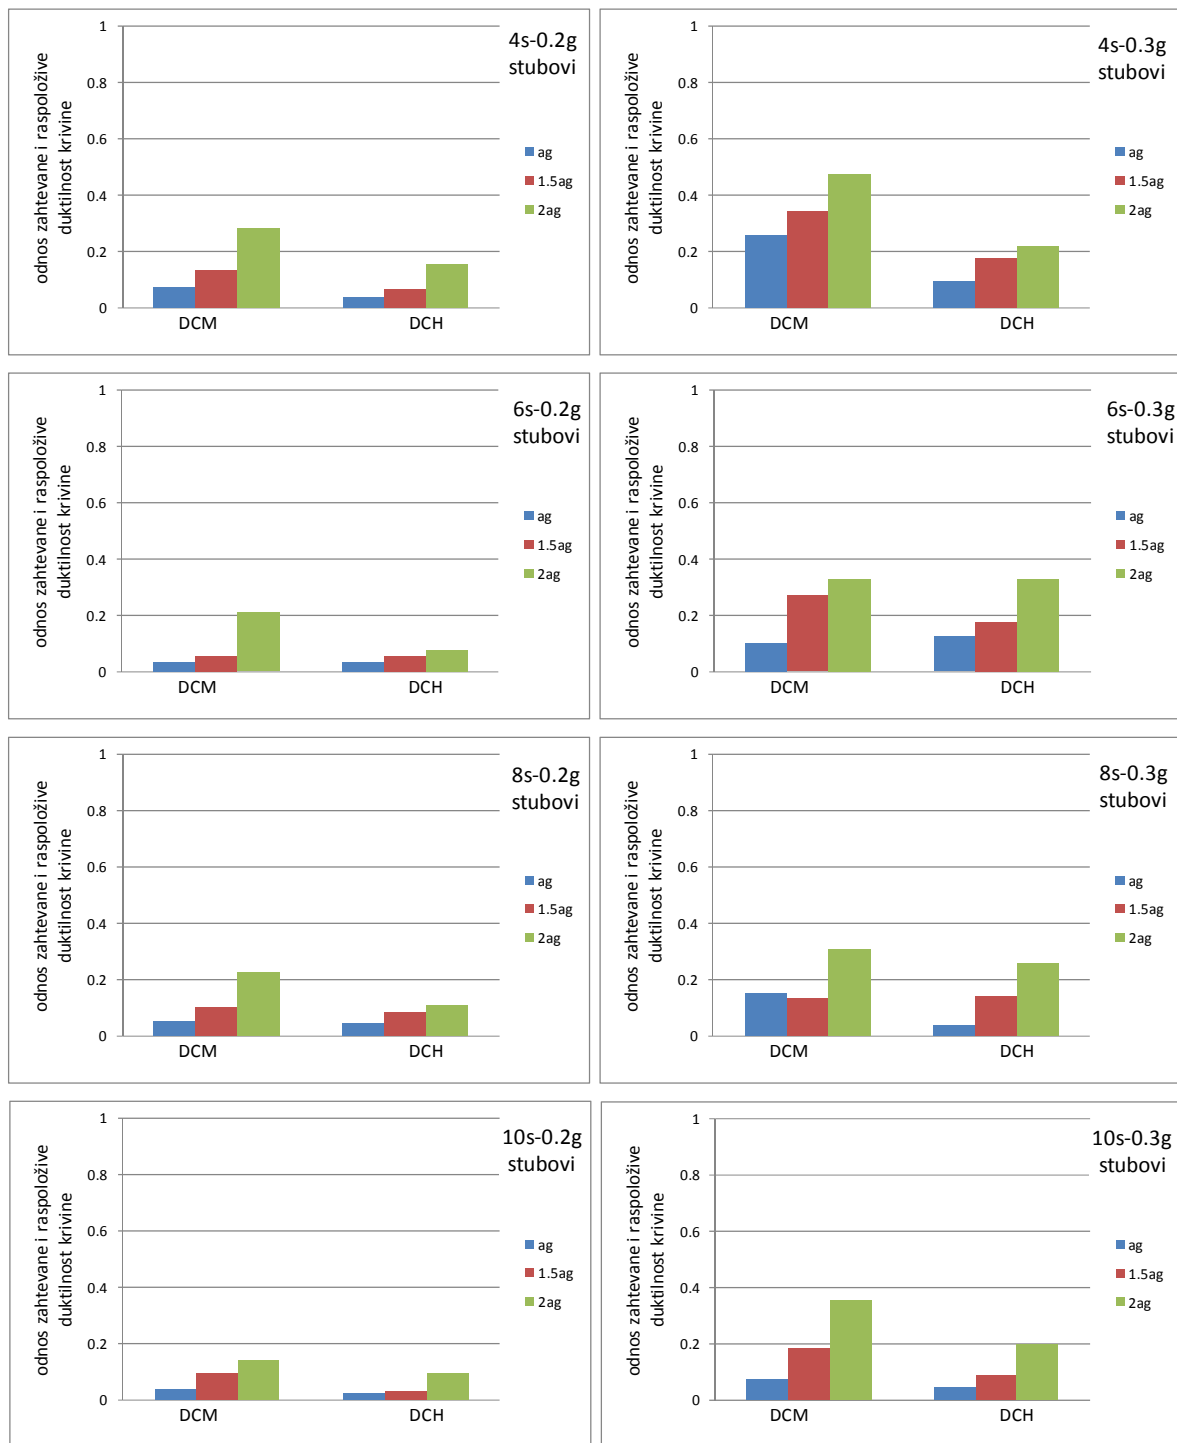 4s-0.2g
stubovi
odnos zahtevane i raspoložive
duktilnost krivine
1
0.8
0.6
0.4
0.2
0
DCM
DCH
ag
1.5ag
2ag
4s-0.3g
stubovi
odnos zahtevane i raspoložive
duktilnost krivine
1
0.8
0.6
0.4
0.2
0
DCM
DCH
ag
1.5ag
2ag
6s-0.2g
stubovi
odnos zahtevane i raspoložive
duktilnost krivine
1
0.8
0.6
0.4
0.2
0
DCM
DCH
ag
1.5ag
2ag
6s-0.3g
stubovi
odnos zahtevane i raspoložive
duktilnost krivine
1
0.8
0.6
0.4
0.2
0
DCM
DCH
ag
1.5ag
2ag
8s-0.2g
stubovi
odnos zahtevane i raspoložive
duktilnost krivine
1
0.8
0.6
0.4
0.2
0
DCM
DCH
ag
1.5ag
2ag
8s-0.3g
stubovi
odnos zahtevane i raspoložive
duktilnost krivine
1
0.8
0.6
0.4
0.2
0
DCM
DCH
ag
1.5ag
2ag
10s-0.2g
stubovi
odnos zahtevane i raspoložive
duktilnost krivine
1
0.8
0.6
0.4
0.2
0
DCM
DCH
ag
1.5ag
2ag
10s-0.3g
stubovi
odnos zahtevane i raspoložive
duktilnost krivine
1
0.8
0.6
0.4
0.2
0
DCM
DCH
ag
1.5ag
2ag